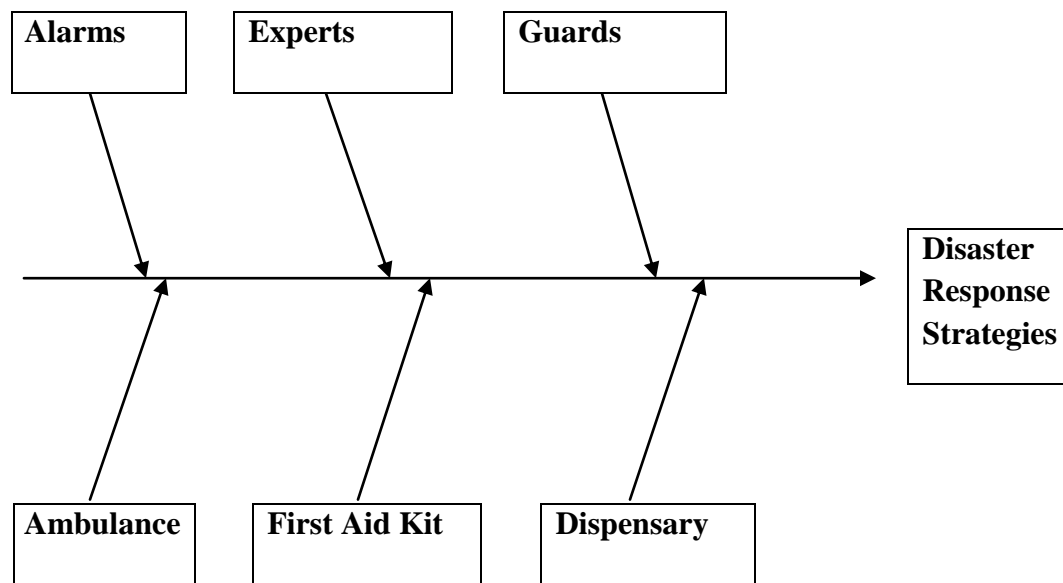 Alarms
Experts
Guards
Disaster
Response
Strategies
Ambulance
First Aid Kit
Dispensary